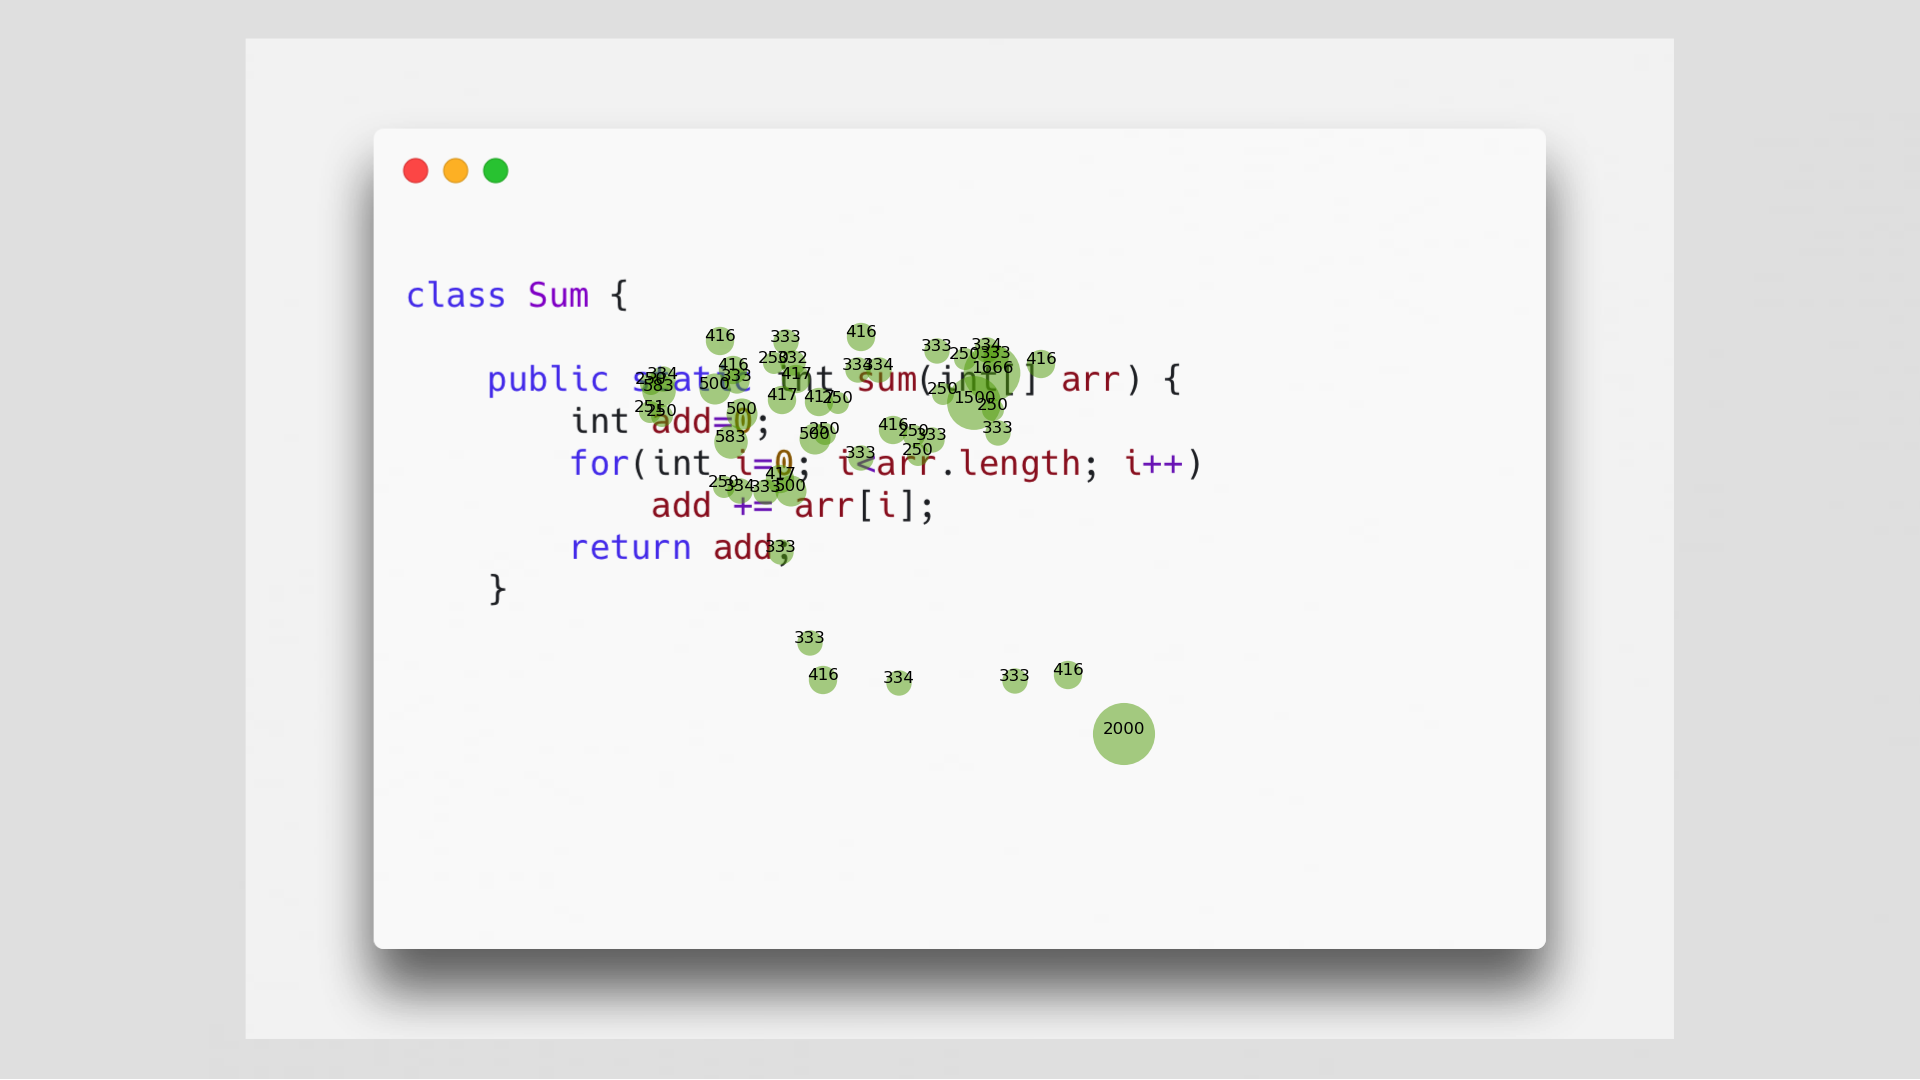 class Sum {
416 333 416
333 334 250 333 416
416 250 332 333 334 1666
334 250 583 500 333 417
public static int sum(int[] arr) {
251 250 500 417 417 250 250 1500 250
int add=0;
583 500 250 416 250 333 333
for(int i=0; i<arr.length; i++)
333 250
250 334 333 417 500
add += arr[i];
return add;
333
}
333
416 334 333 416
2000